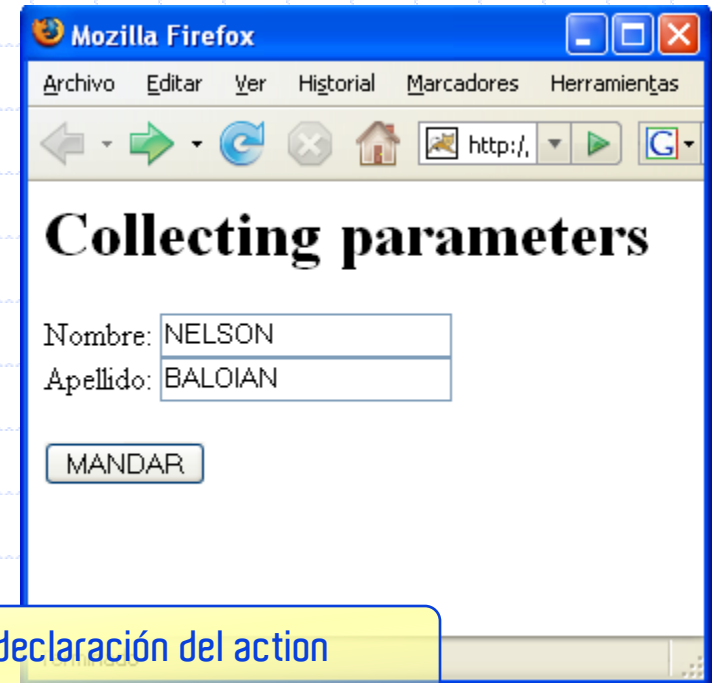 Mozilla Firefox
Archivo Editar Ver Historial Marcadores Herramientas
http:/, G
Collecting parameters
Nombre: NELSON
Apellido: BALOIAN
MANDAR
declaración del action